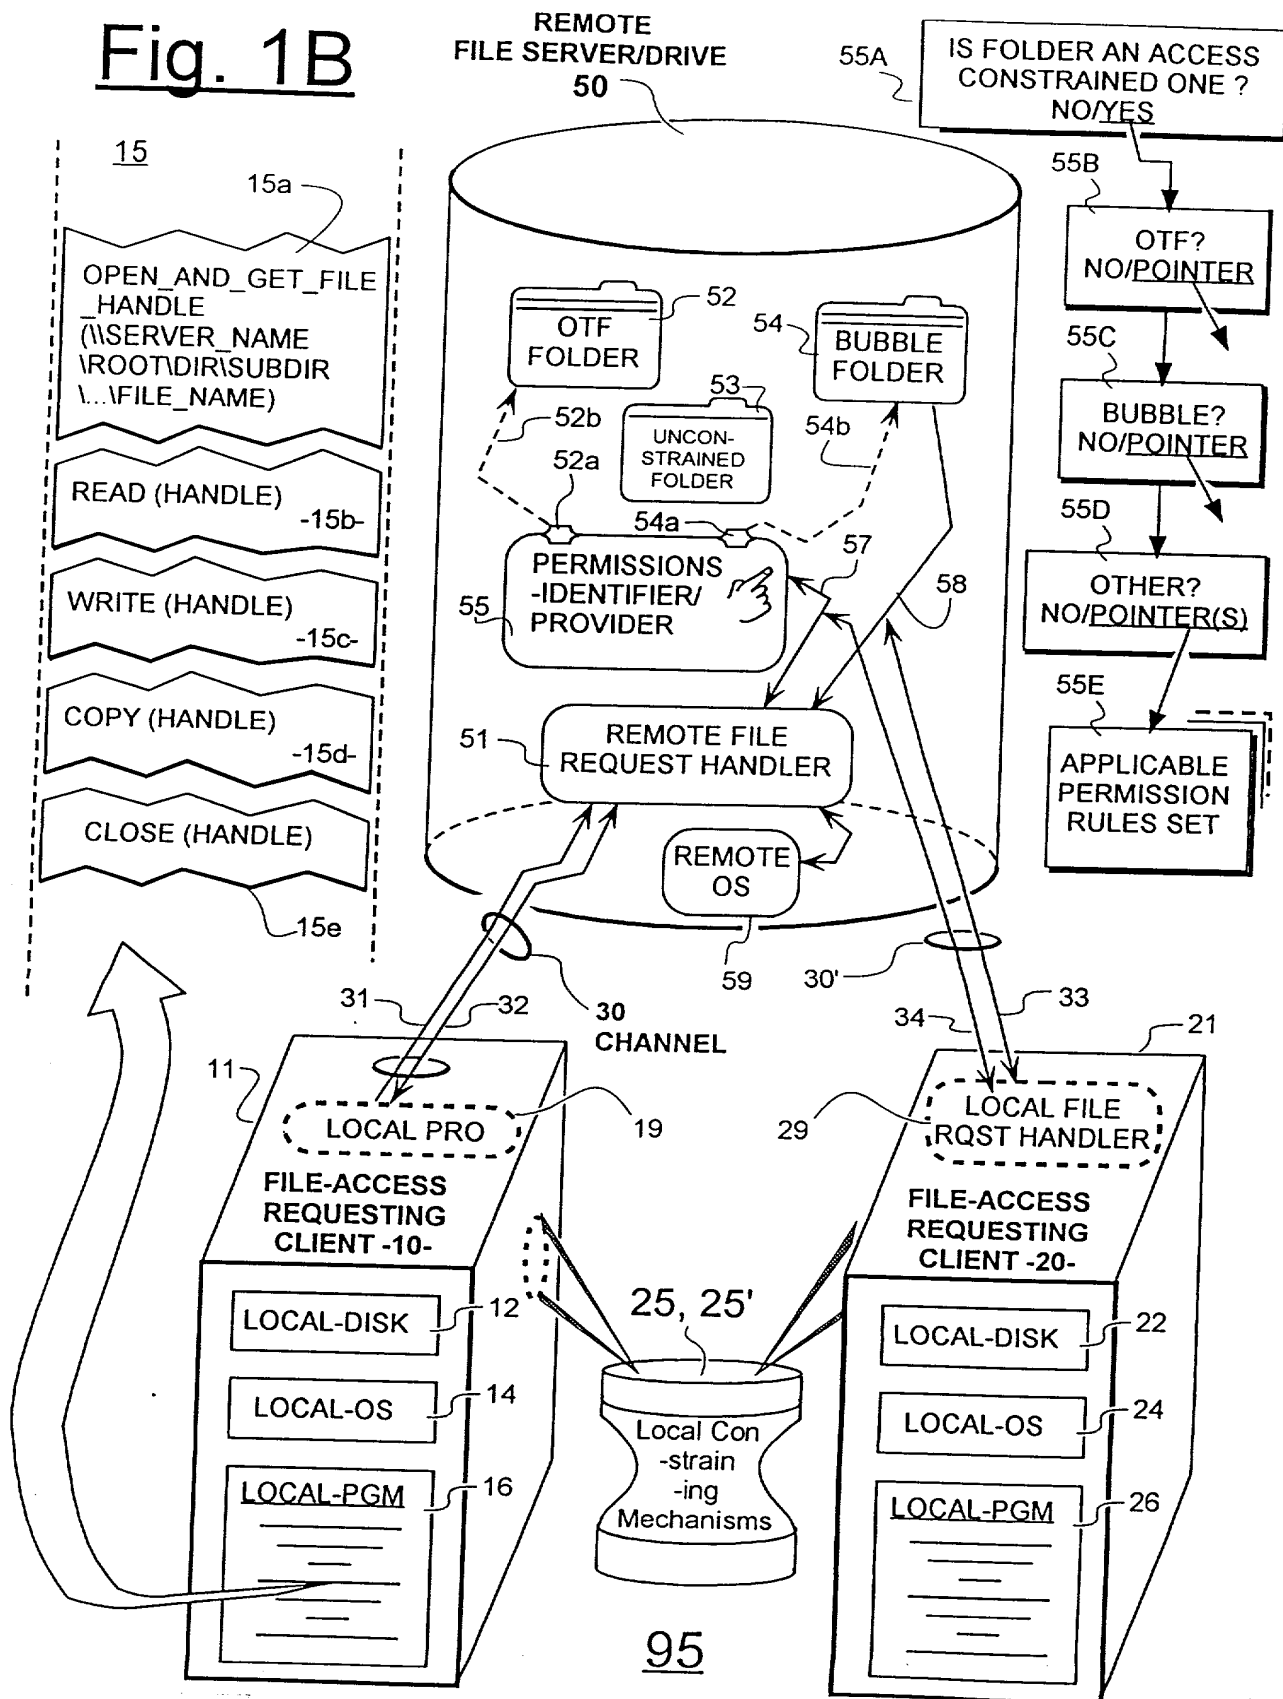 Fig. 1B
REMOTE
FILE SERVER/DRIVE
50
55A
IS FOLDER AN ACCESS
CONSTRAINED ONE ?
NO/YES
15
15a
OPEN_AND_GET_FILE
_HANDLE
(\\SERVER_NAME
\ROOT\DIR\SUBDIR
\...\FILE_NAME)
READ (HANDLE)
-15b-
WRITE (HANDLE)
-15c-
COPY (HANDLE)
-15d-
CLOSE (HANDLE)
15e
52
OTF
FOLDER
54
BUBBLE
FOLDER
53
UNCON-
STRAINED
FOLDER
52b
52a
54b
54a
57
58
PERMISSIONS
-IDENTIFIER/
PROVIDER
55
51
REMOTE FILE
REQUEST HANDLER
REMOTE
OS
59
55B
OTF?
NO/POINTER
55C
BUBBLE?
NO/POINTER
55D
OTHER?
NO/POINTER(S)
55E
APPLICABLE
PERMISSION
RULES SET
31
32
30
CHANNEL
30'
34
33
11
LOCAL PRO
19
FILE-ACCESS
REQUESTING
CLIENT -10-
LOCAL-DISK
12
LOCAL-OS
14
LOCAL-PGM
16
21
29
LOCAL FILE
RQST HANDLER
FILE-ACCESS
REQUESTING
CLIENT -20-
LOCAL-DISK
22
LOCAL-OS
24
LOCAL-PGM
26
25, 25'
Local Con
-strain
-ing
Mechanisms
95